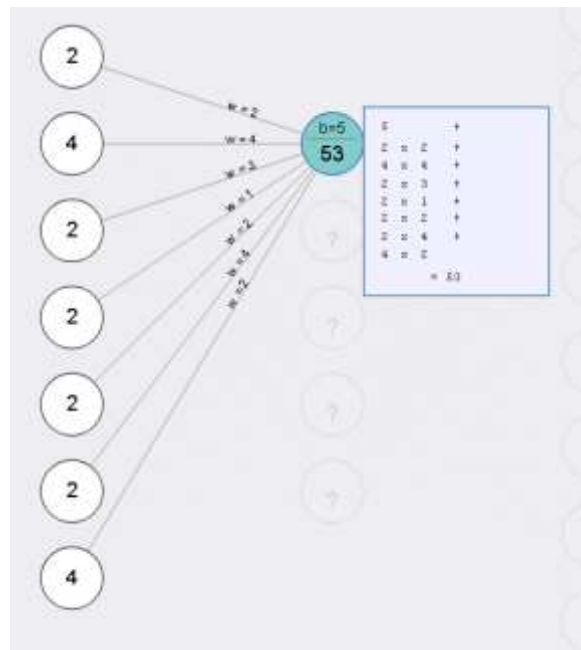 2
4
2
2
2
2
4
w=2
w=4
w=3
w=1
w=2
w=4
w=2
b=5
53
5 +
2 x 2 +
4 x 4 +
2 x 3 +
2 x 1 +
2 x 2 +
2 x 4 +
4 x 2
= 53
?
?
?
?